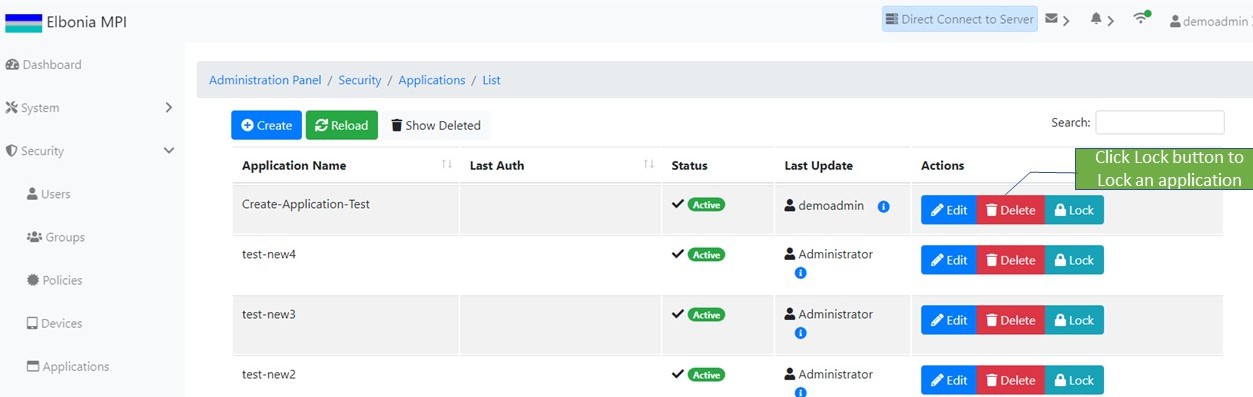 Elbonia MPI
Direct Connect to Server
demoadmin
Dashboard
System
Security
Users
Groups
Policies
Devices
Applications
Administration Panel / Security / Applications / List
Create Reload Show Deleted
Search:
Application Name Last Auth Status Last Update Actions
Click Lock button to
Lock an application
Create-Application-Test Active demoadmin Edit Delete Lock
test-new4 Active Administrator Edit Delete Lock
test-new3 Active Administrator Edit Delete Lock
test-new2 Active Administrator Edit Delete Lock